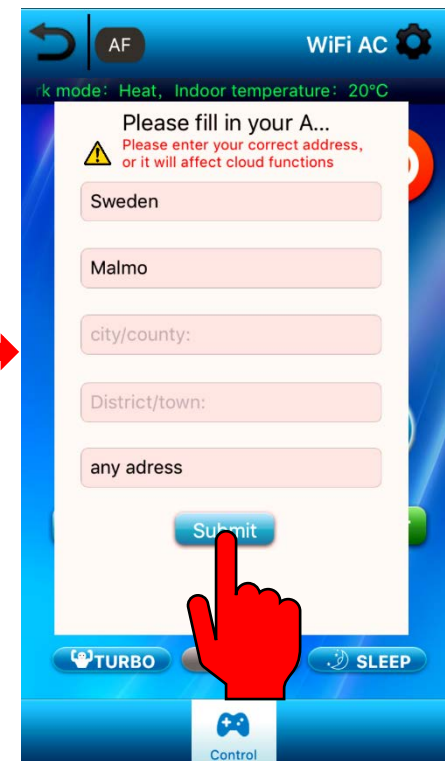 AF
WiFi AC
rk mode: Heat, Indoor temperature: 20°C
Please fill in your A...
Please enter your correct address,
or it will affect cloud functions
Sweden
Malmo
city/county:
District/town:
any adress
Submit
TURBO
SLEEP
Control